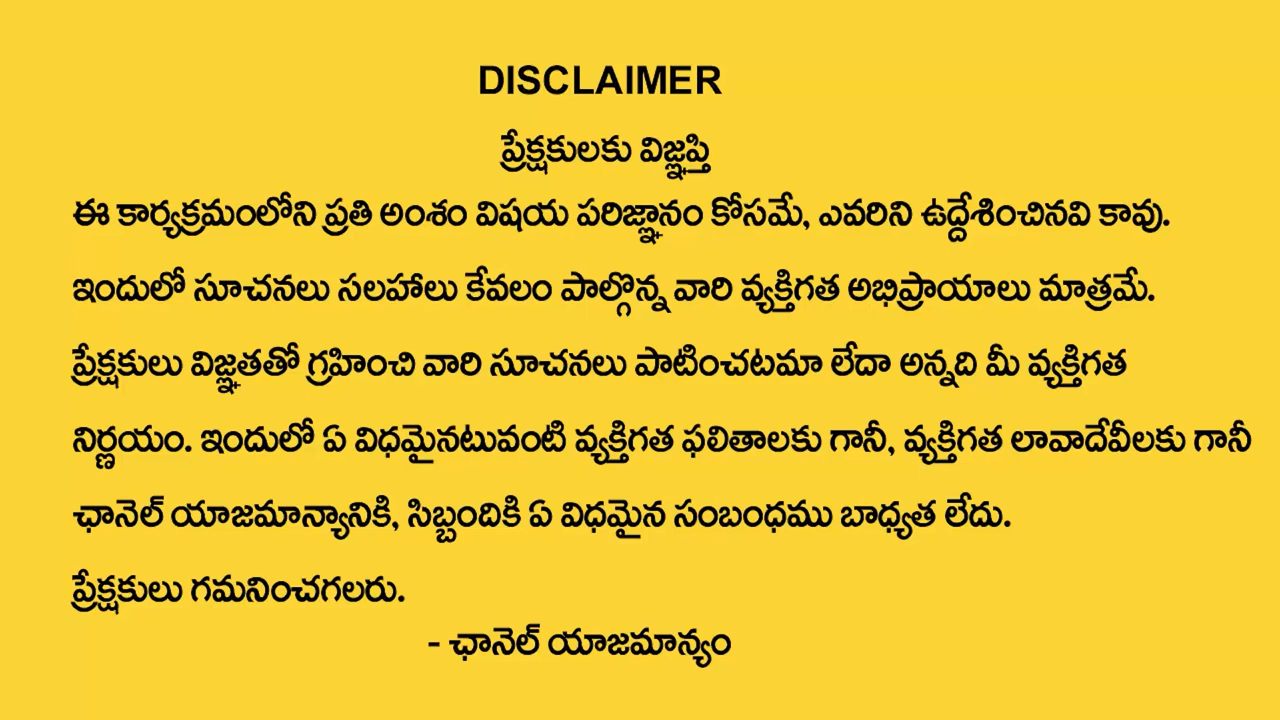 DISCLAIMER
ప్రేక్షకులకు విజ్ఞప్తి
ఈ కార్యక్రమంలోని ప్రతి అంశం విషయ పరిజ్ఞానం కోసమే, ఎవరిని ఉద్దేశించినవి కావు.
ఇందులో సూచనలు సలహాలు కేవలం పాల్గొన్న వారి వ్యక్తిగత అభిప్రాయాలు మాత్రమే.
ప్రేక్షకులు విజ్ఞతతో గ్రహించి వారి సూచనలు పాటించటమా లేదా అన్నది మీ వ్యక్తిగత
నిర్ణయం. ఇందులో ఏ విధమైనటువంటి వ్యక్తిగత ఫలితాలకు గానీ, వ్యక్తిగత లావాదేవీలకు గానీ
ఛానెల్ యాజమాన్యానికి, సిబ్బందికి ఏ విధమైన సంబంధము బాధ్యత లేదు.
ప్రేక్షకులు గమనించగలరు.
- ఛానెల్ యాజమాన్యం